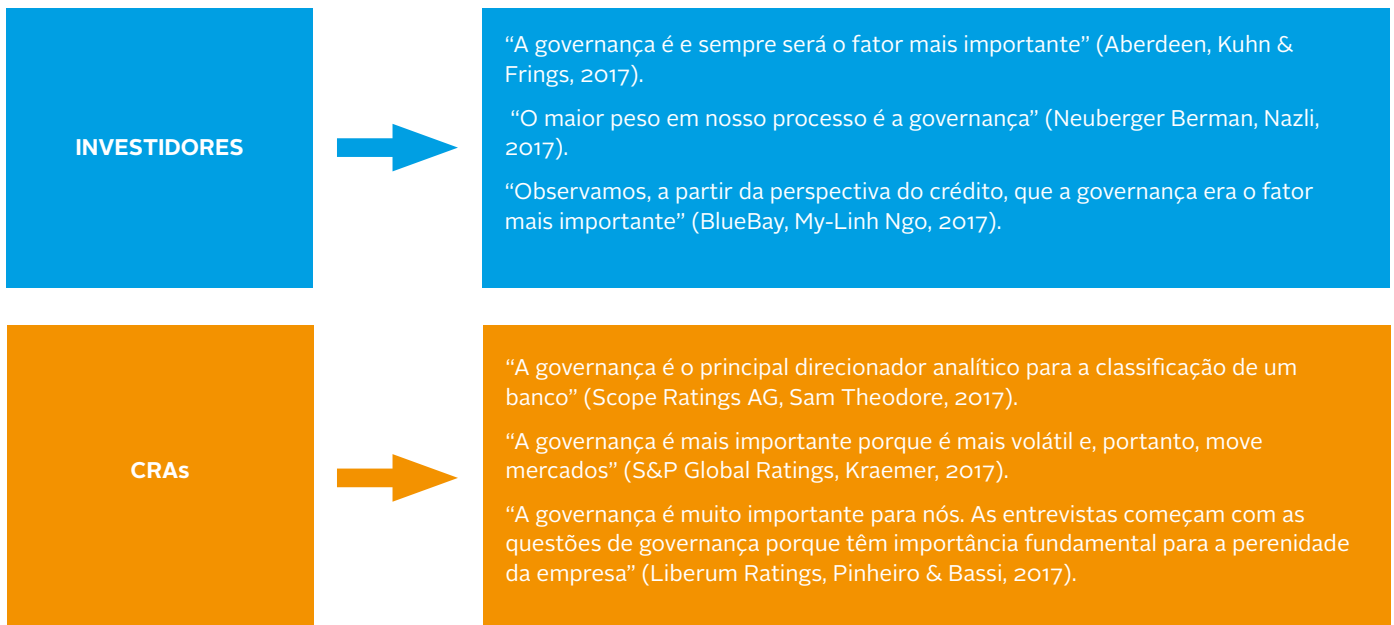 INVESTIDORES
“A governança é e sempre será o fator mais importante” (Aberdeen, Kuhn &
Frings, 2017).
“O maior peso em nosso processo é a governança” (Neuberger Berman, Nazli,
2017).
“Observamos, a partir da perspectiva do crédito, que a governança era o fator
mais importante” (BlueBay, My-Linh Ngo, 2017).
CRAs
“A governança é o principal direcionador analítico para a classificação de um
banco” (Scope Ratings AG, Sam Theodore, 2017).
“A governança é mais importante porque é mais volátil e, portanto, move
mercados” (S&P Global Ratings, Kraemer, 2017).
“A governança é muito importante para nós. As entrevistas começam com as
questões de governança porque têm importância fundamental para a perenidade
da empresa” (Liberum Ratings, Pinheiro & Bassi, 2017).